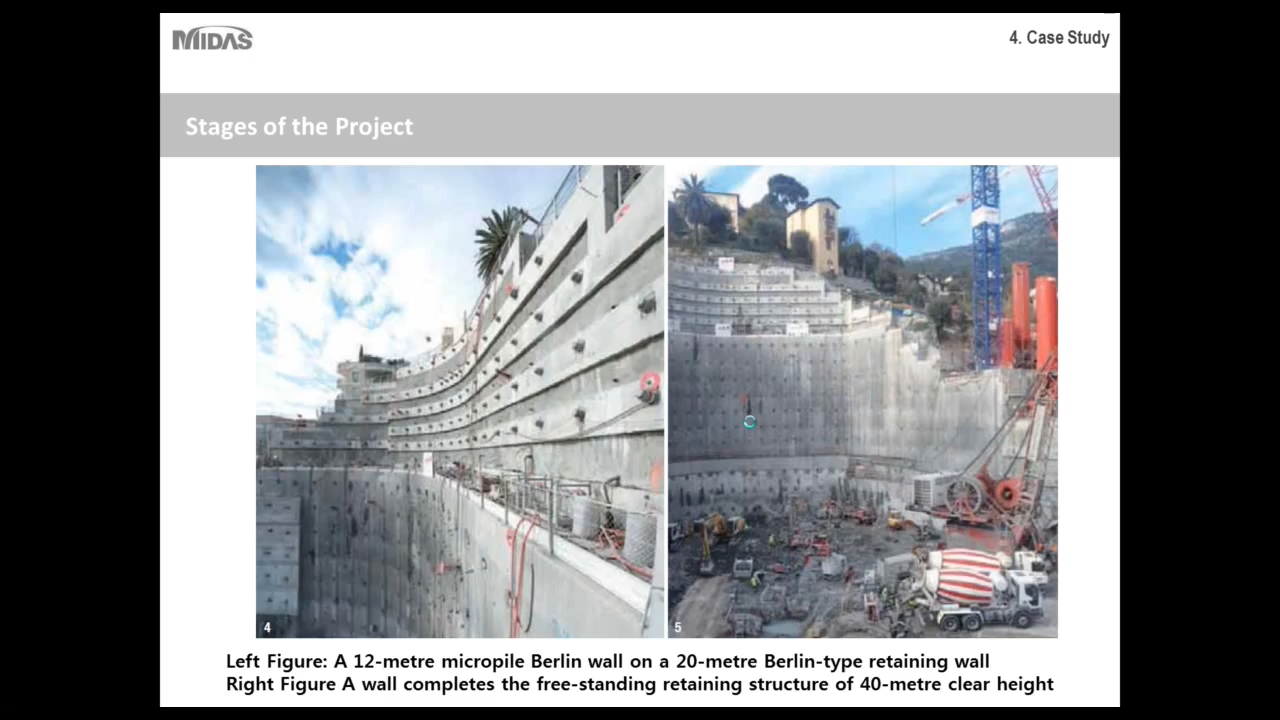 MIDAS
4. Case Study
Stages of the Project
4
5
Left Figure: A 12-metre micropile Berlin wall on a 20-metre Berlin-type retaining wall
Right Figure A wall completes the free-standing retaining structure of 40-metre clear height